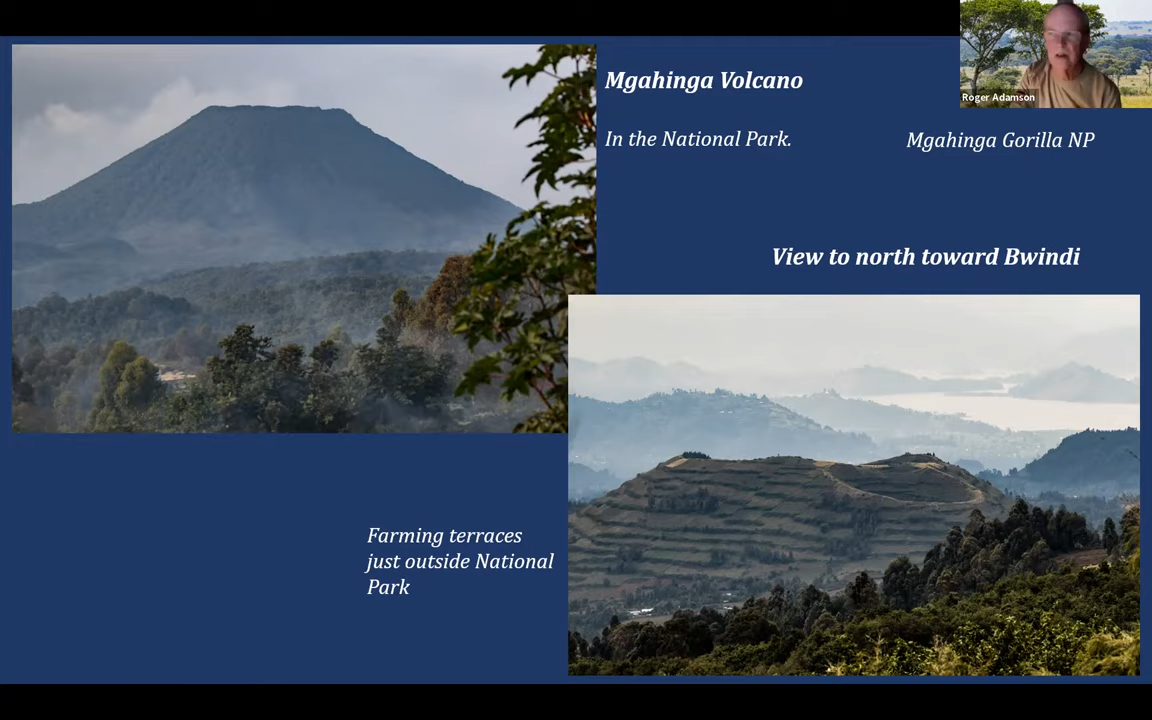 Mgahinga Volcano
Roger Adamson
In the National Park.
Mgahinga Gorilla NP
View to north toward Bwindi
Farming terraces
just outside National
Park